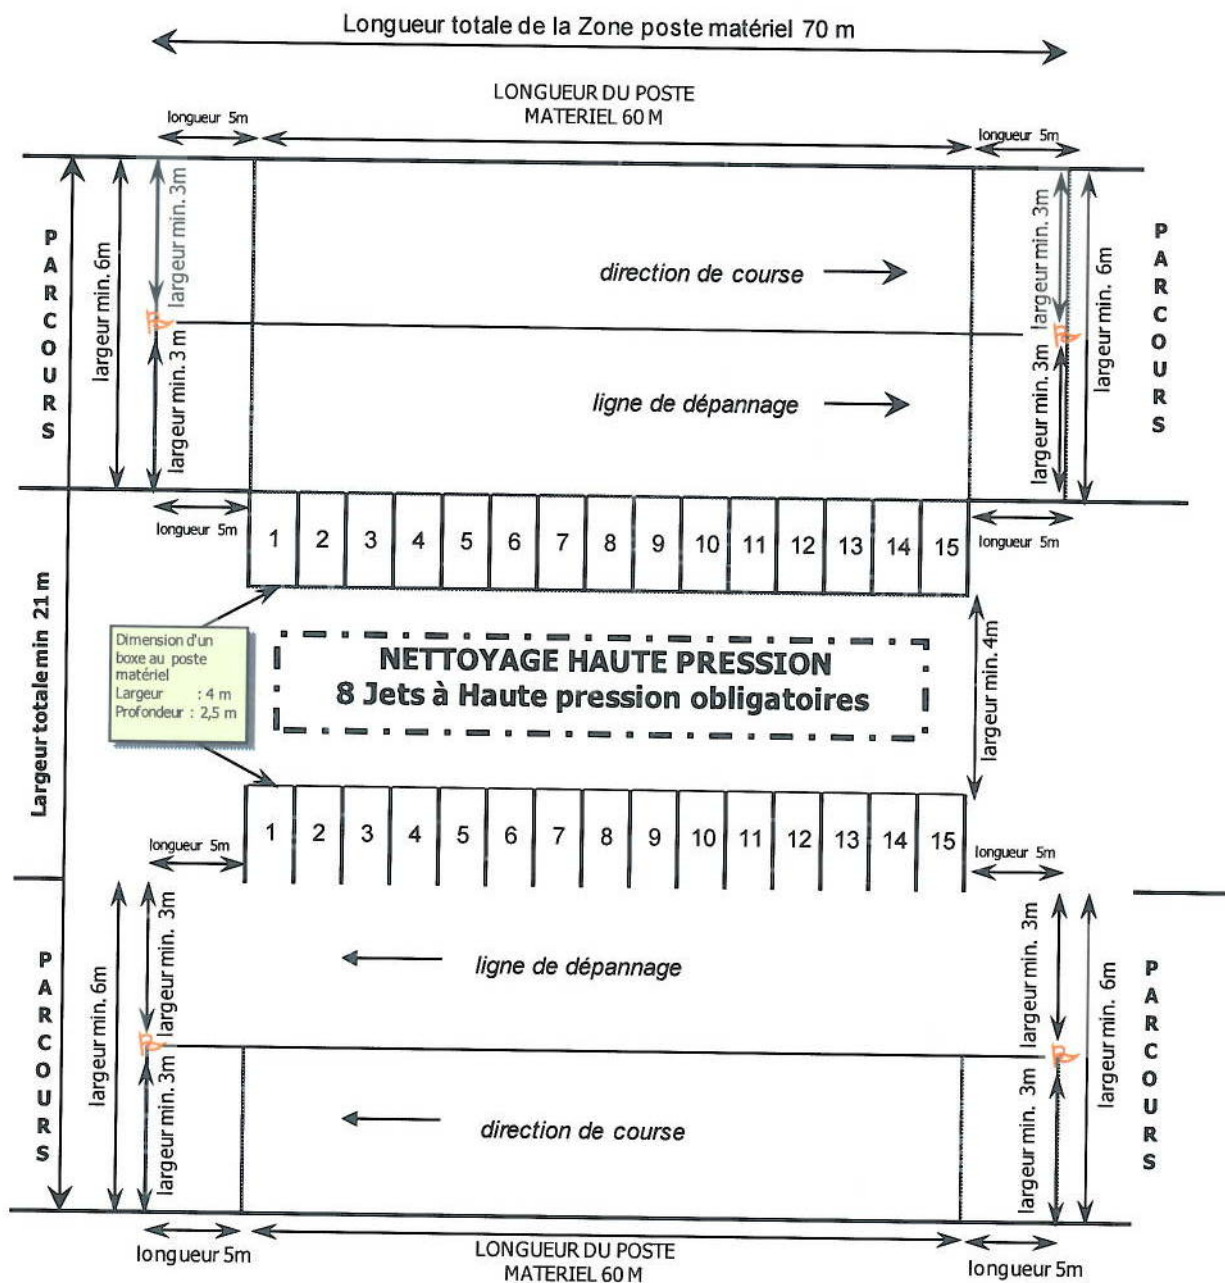 Longueur totale de la Zone poste matériel 70 m
LONGUEUR DU POSTE
MATERIEL 60 M
longueur 5m
longueur 5m
PARCOURS
largeur min. 6m
largeur min. 3m
largeur min. 3 m
direction de course
ligne de dépannage
largeur min. 3m
largeur min. 3m
largeur min. 6m
PARCOURS
longueur 5m
1 2 3 4 5 6 7 8 9 10 11 12 13 14 15
longueur 5m
Largeur totale min 21 m
Dimension d'un
boxe au poste
matériel
Largeur : 4 m
Profondeur : 2,5 m
NETTOYAGE HAUTE PRESSION
8 Jets à Haute pression obligatoires
largeur min. 4m
longueur 5m
1 2 3 4 5 6 7 8 9 10 11 12 13 14 15
longueur 5m
PARCOURS
largeur min. 6m
largeur min. 3m
largeur min. 3m
ligne de dépannage
direction de course
largeur min. 3m
largeur min. 3m
largeur min. 6m
PARCOURS
longueur 5m
LONGUEUR DU POSTE
MATERIEL 60 M
longueur 5m